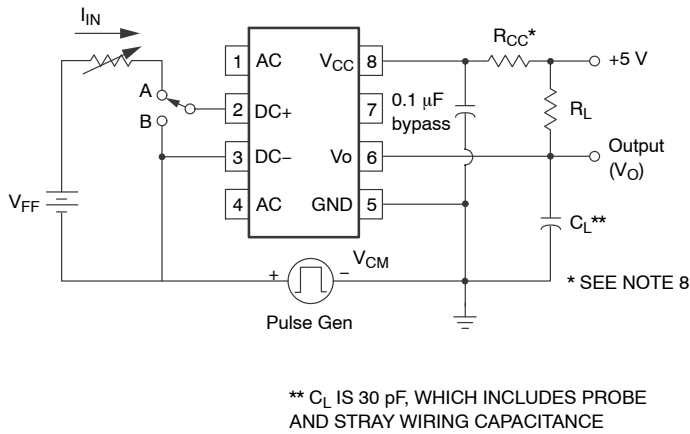 I_IN
R_CC*
1 AC V_CC 8
+5 V
A
0.1 μF
bypass
2 DC+ 7
R_L
B
3 DC− Vo 6
Output
(V_O)
V_FF
4 AC GND 5
C_L**
V_CM
+ −
* SEE NOTE 8
Pulse Gen
** C_L IS 30 pF, WHICH INCLUDES PROBE
AND STRAY WIRING CAPACITANCE